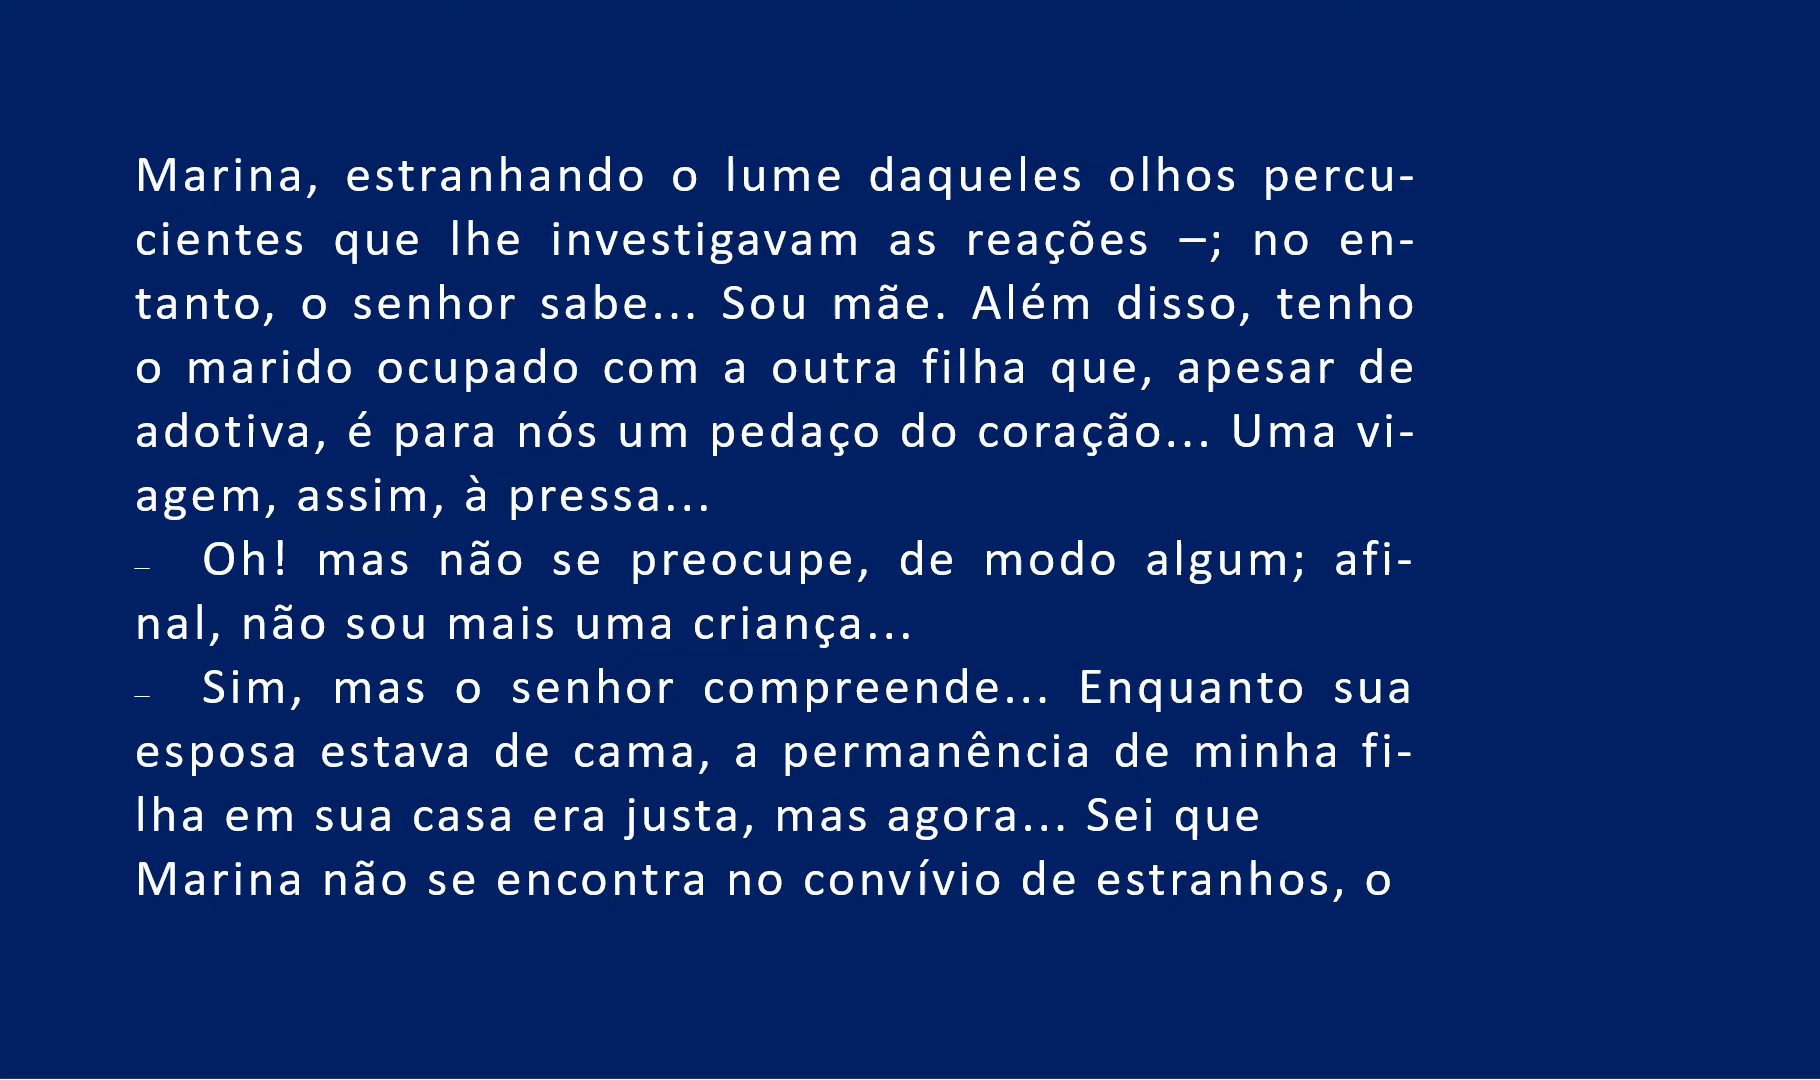 Marina, estranhando o lume daqueles olhos percu-
cientes que lhe investigavam as reações –; no en-
tanto, o senhor sabe... Sou mãe. Além disso, tenho
o marido ocupado com a outra filha que, apesar de
adotiva, é para nós um pedaço do coração... Uma vi-
agem, assim, à pressa...
– Oh! mas não se preocupe, de modo algum; afi-
nal, não sou mais uma criança...
– Sim, mas o senhor compreende... Enquanto sua
esposa estava de cama, a permanência de minha fi-
lha em sua casa era justa, mas agora... Sei que
Marina não se encontra no convívio de estranhos, o